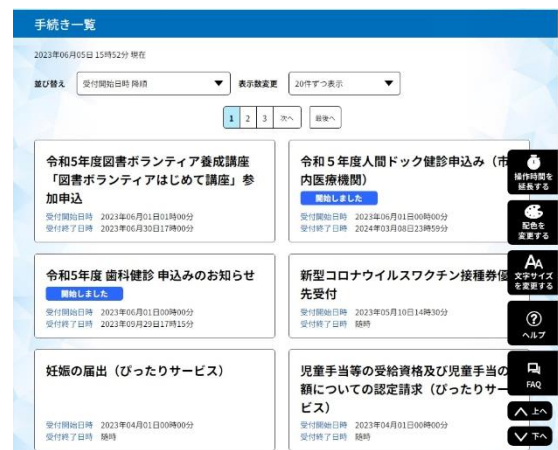 手続き一覧
2023年06月05日 15時52分 現在
並び替え 受付開始日時 降順 表示数変更 20件ずつ表示
1 2 3 次へ 最後へ
令和5年度図書ボランティア養成講座
「図書ボランティアはじめて講座」参
加申込
受付開始日時 2023年06月01日01時00分
受付終了日時 2023年06月30日17時00分
令和5年度人間ドック健診申込み(市
内医療機関)
開始しました
受付開始日時 2023年06月01日00時00分
受付終了日時 2024年03月08日23時59分
令和5年度 歯科健診 申込みのお知らせ
開始しました
受付開始日時 2023年06月01日00時00分
受付終了日時 2023年09月29日17時15分
新型コロナウイルスワクチン接種券優
先受付
受付開始日時 2023年05月10日14時30分
受付終了日時 随時
妊娠の届出(ぴったりサービス)
受付開始日時 2023年04月01日00時00分
受付終了日時 随時
児童手当等の受給資格及び児童手当の
額についての認定請求(ぴったりサー
ビス)
受付開始日時 2023年04月01日00時00分
受付終了日時 随時
操作時間を
延長する
配色を
変更する
AA
文字サイズ
を変更する
?
ヘルプ
FAQ
上へ
下へ